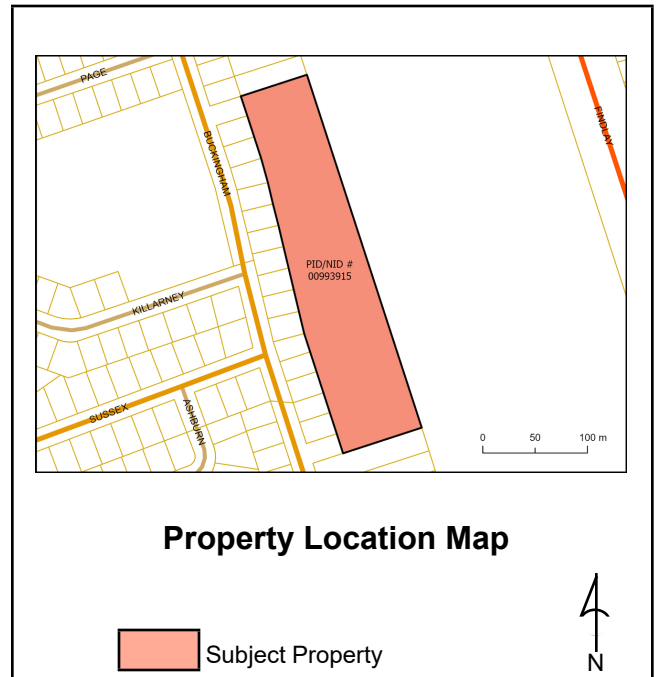 PAGE
BUCKINGHAM
FINDLAY
PID/NID #
00993915
KILLARNEY
SUSSEX
ASHBURN
0 50 100 m
Property Location Map
Subject Property
N